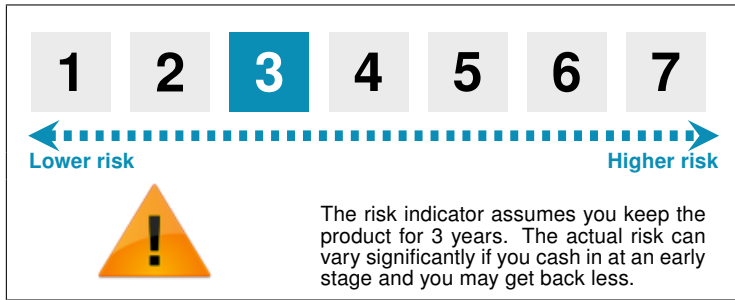 1 2 3 4 5 6 7
Lower risk Higher risk
!
The risk indicator assumes you keep the
product for 3 years. The actual risk can
vary significantly if you cash in at an early
stage and you may get back less.